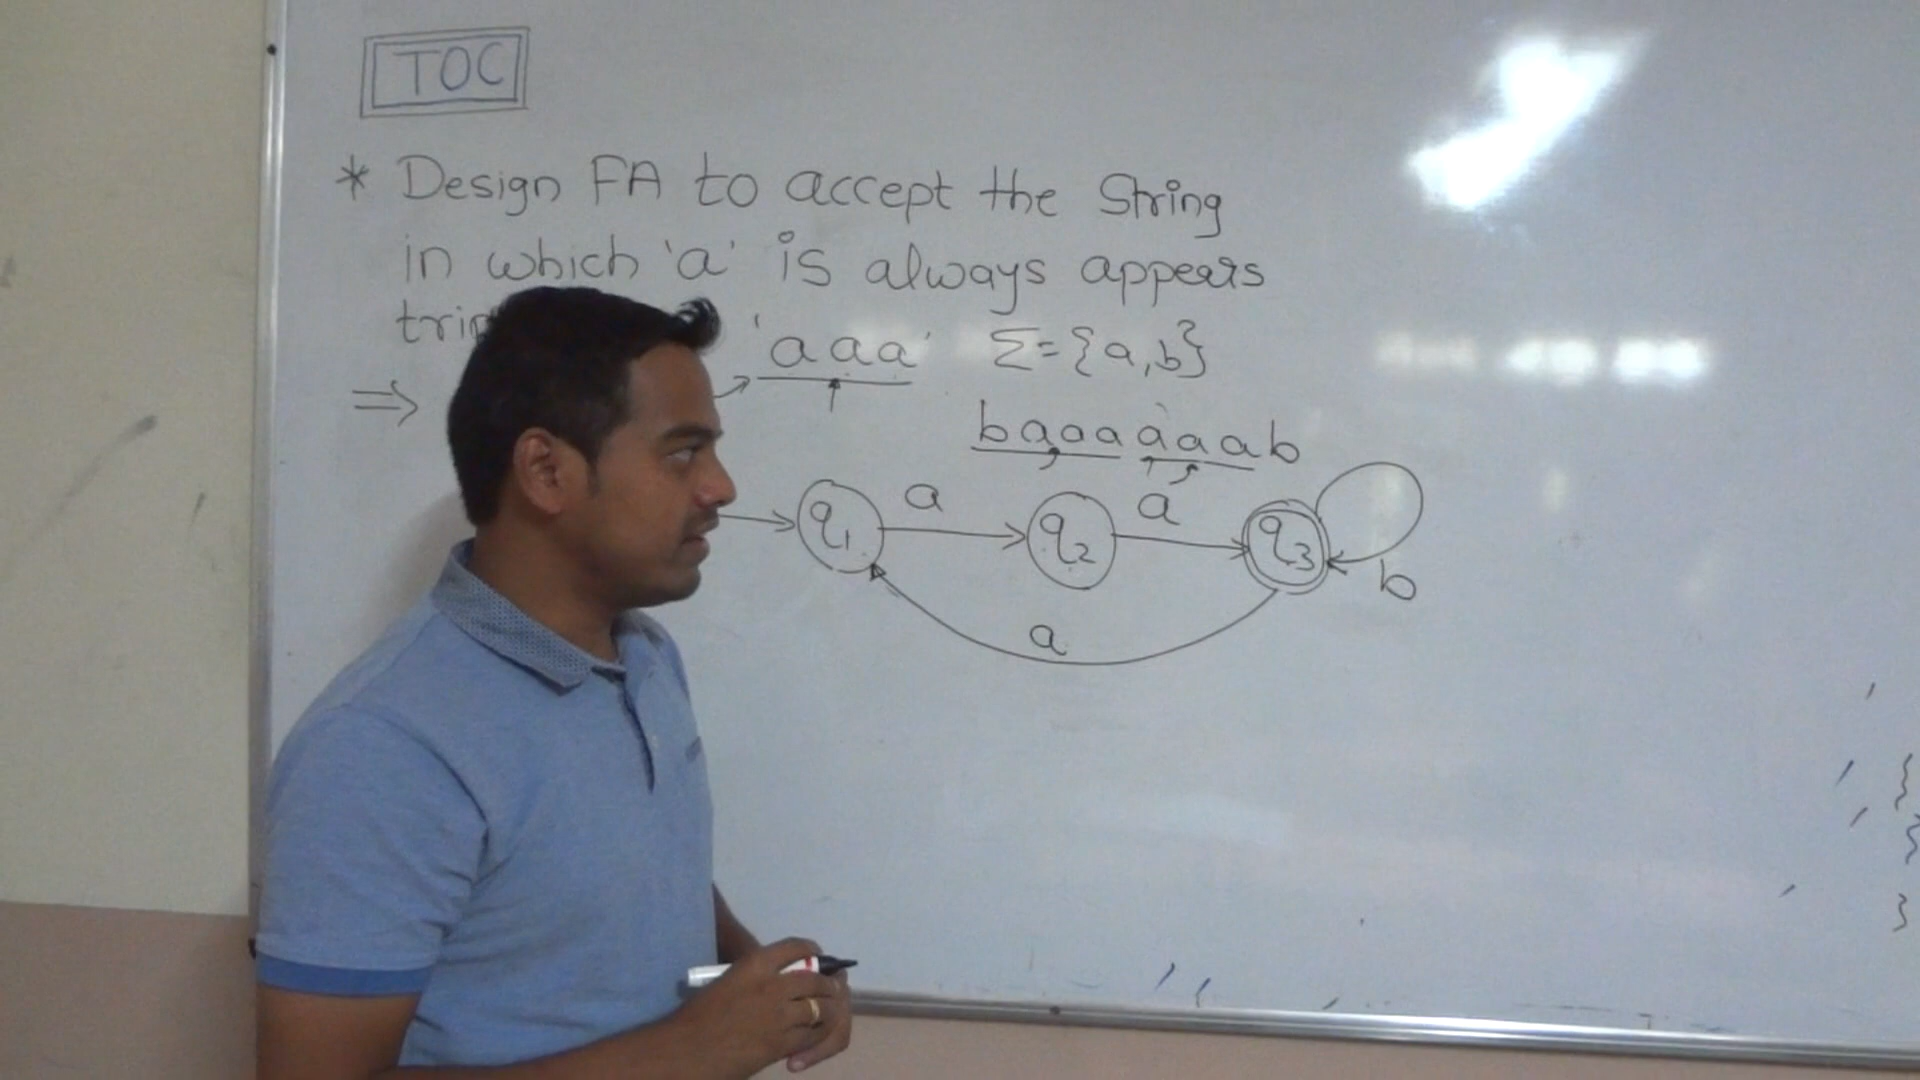 TOC
* Design FA to accept the String
in which 'a' is always appears
'aaa' Σ={a,b}
⇒
baaaaaab
a a
q1 q2 q3
b
a